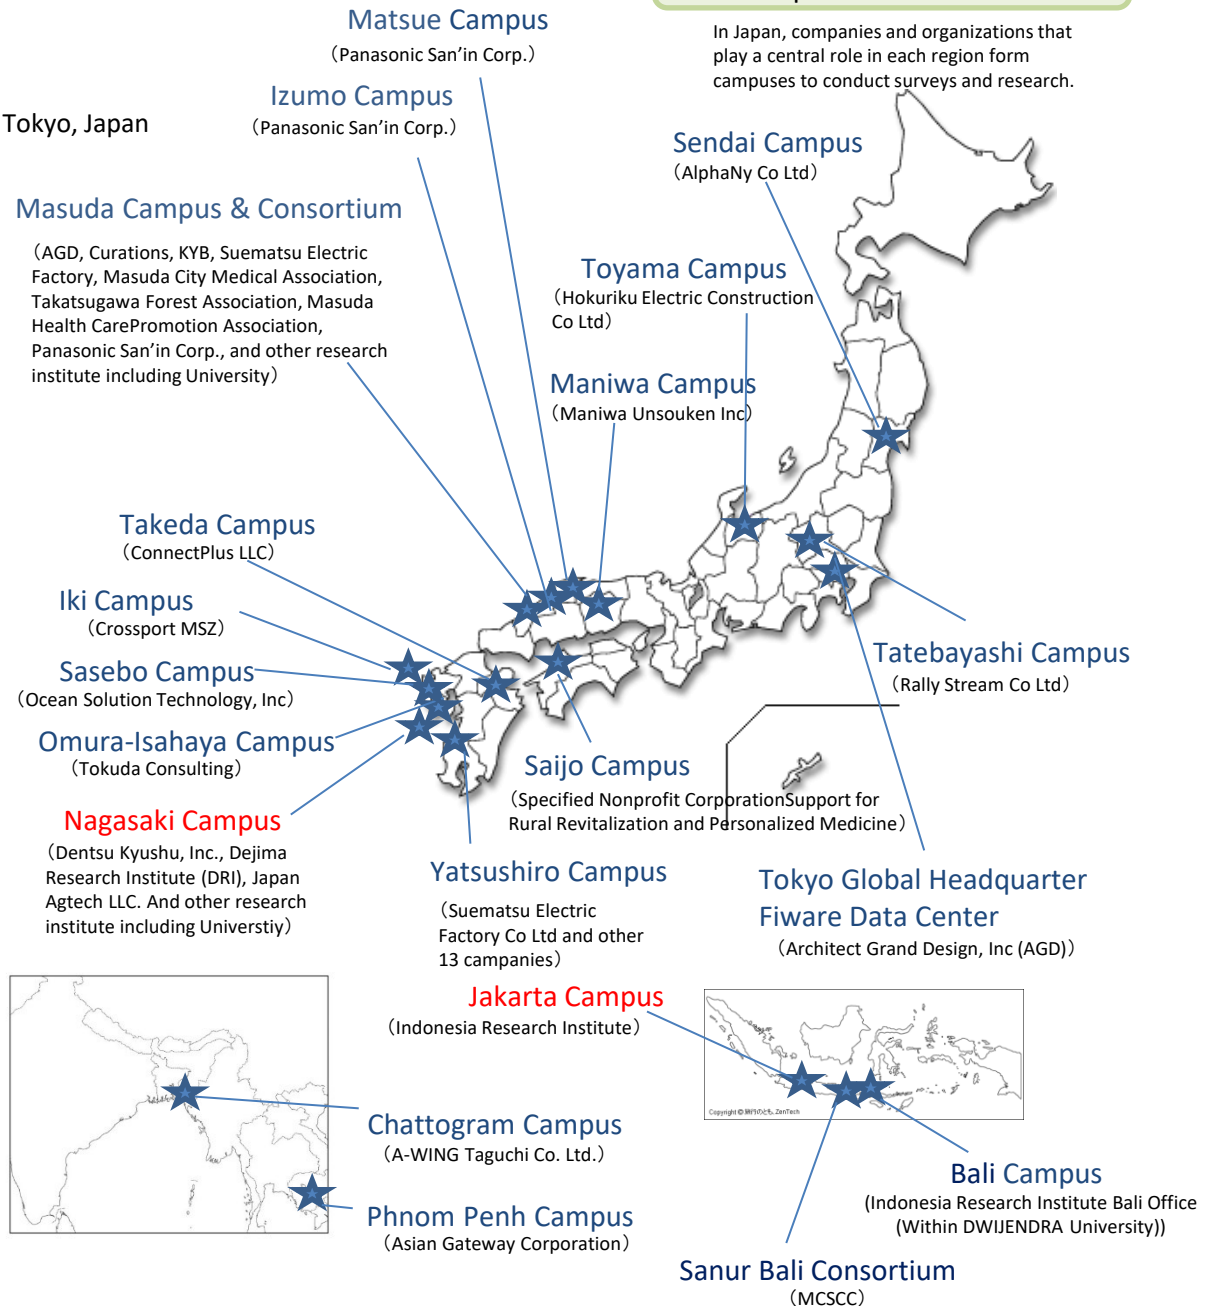 Matsue Campus
（Panasonic San’in Corp.）
In Japan, companies and organizations that
play a central role in each region form
campuses to conduct surveys and research.
Izumo Campus
（Panasonic San’in Corp.）
Tokyo, Japan
Sendai Campus
（AlphaNy Co Ltd）
Masuda Campus & Consortium
（AGD, Curations, KYB, Suematsu Electric
Factory, Masuda City Medical Association,
Takatsugawa Forest Association, Masuda
Health CarePromotion Association,
Panasonic San’in Corp., and other research
institute including University）
Toyama Campus
（Hokuriku Electric Construction
Co Ltd）
Maniwa Campus
（Maniwa Unsouken Inc）
Takeda Campus
（ConnectPlus LLC）
Iki Campus
（Crossport MSZ）
Sasebo Campus
（Ocean Solution Technology, Inc）
Omura-Isahaya Campus
（Tokuda Consulting）
Tatebayashi Campus
（Rally Stream Co Ltd）
Saijo Campus
（Specified Nonprofit CorporationSupport for
Rural Revitalization and Personalized Medicine）
Nagasaki Campus
（Dentsu Kyushu, Inc., Dejima
Research Institute (DRI), Japan
Agtech LLC. And other research
institute including Universtiy）
Yatsushiro Campus
（Suematsu Electric
Factory Co Ltd and other
13 campanies）
Tokyo Global Headquarter
Fiware Data Center
（Architect Grand Design, Inc (AGD)）
Jakarta Campus
（Indonesia Research Institute）
Copyright © 旅行のとも、ZenTech
Chattogram Campus
（A-WING Taguchi Co. Ltd.）
Phnom Penh Campus
（Asian Gateway Corporation）
Bali Campus
(Indonesia Research Institute Bali Office
(Within DWIJENDRA University))
Sanur Bali Consortium
（MCSCC）